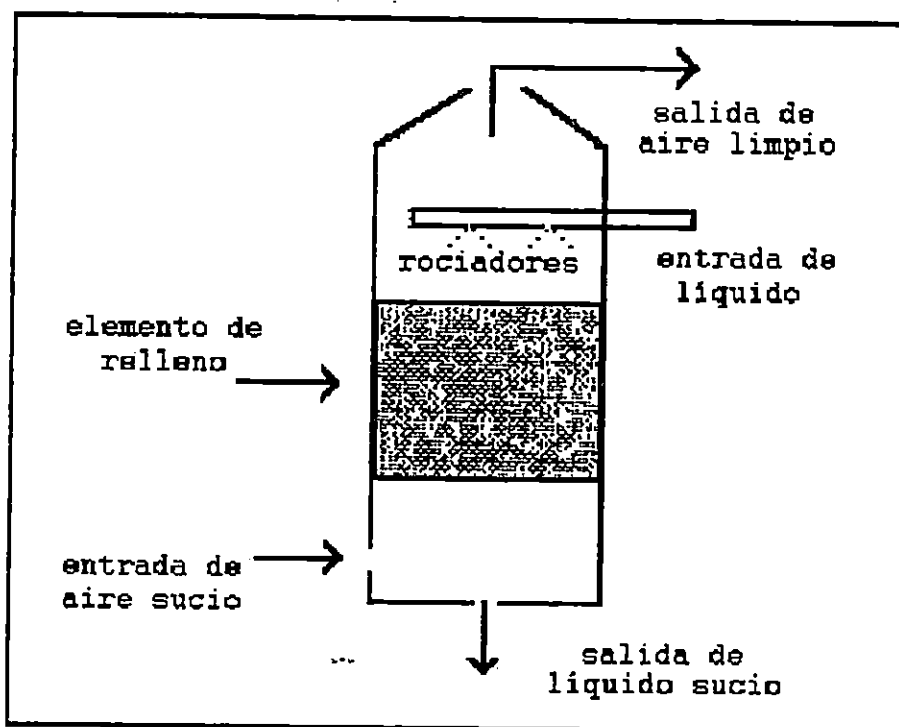 salida de
aire limpio
rociadores
entrada de
líquido
elemento de
relleno
entrada de
aire sucio
salida de
líquido sucio